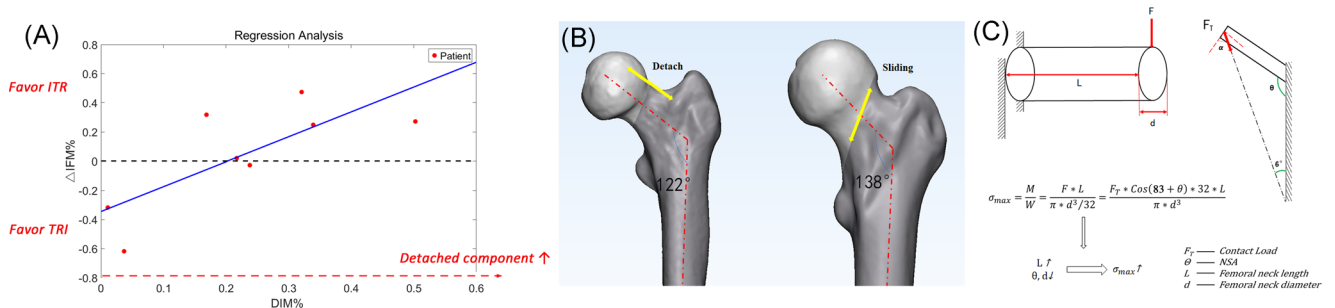 (A)
Regression Analysis
Patient
0.8
0.6
0.4
0.2
0
-0.2
-0.4
-0.6
-0.8
△IFM%
Favor ITR
Favor TRI
Detached component ↑
0
0.1
0.2
0.3
0.4
0.5
0.6
DIM%
(B)
Detach
122°
Sliding
138°
(C)
F
L
d
F_T
α
θ
6°
σ_max = M/W = F * L / π * d³/32 = F_T * Cos(83 + θ) * 32 * L / π * d³
L ↑
θ, d↓
σ_max ↑
F_T — Contact Load
θ — NSA
L — Femoral neck length
d — Femoral neck diameter